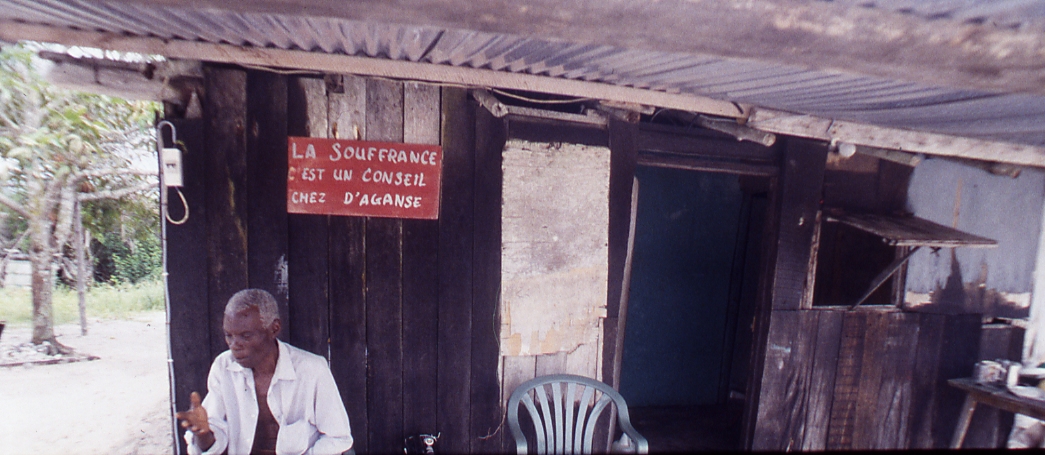 LA SOUFFRANCE
C'EST UN CONSEIL
CHEZ D'AGANSE